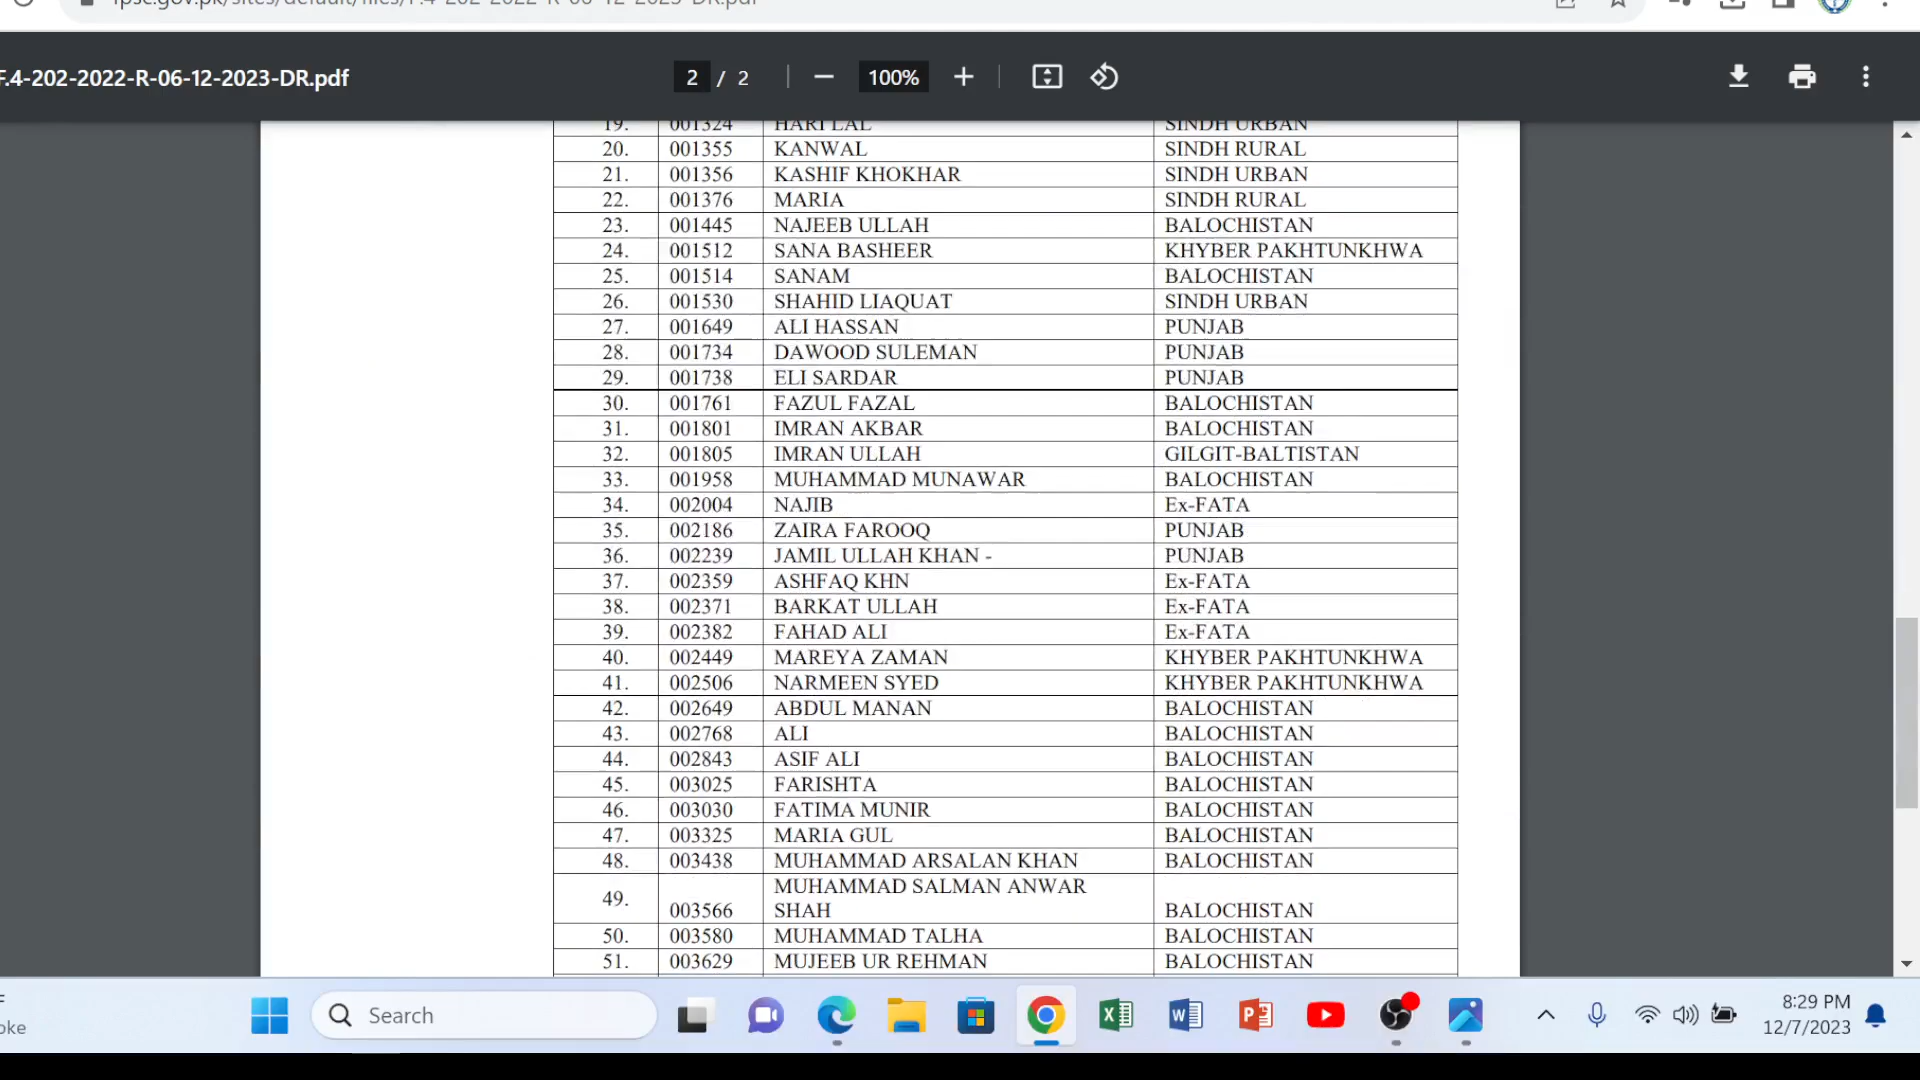 fpsc.gov.pk/sites/default/files/F.4-202-2022-R-06-12-2023-DR.pdf
F.4-202-2022-R-06-12-2023-DR.pdf
2 / 2
100%
19. 001324 HARI LAL SINDH URBAN
20. 001355 KANWAL SINDH RURAL
21. 001356 KASHIF KHOKHAR SINDH URBAN
22. 001376 MARIA SINDH RURAL
23. 001445 NAJEEB ULLAH BALOCHISTAN
24. 001512 SANA BASHEER KHYBER PAKHTUNKHWA
25. 001514 SANAM BALOCHISTAN
26. 001530 SHAHID LIAQUAT SINDH URBAN
27. 001649 ALI HASSAN PUNJAB
28. 001734 DAWOOD SULEMAN PUNJAB
29. 001738 ELI SARDAR PUNJAB
30. 001761 FAZUL FAZAL BALOCHISTAN
31. 001801 IMRAN AKBAR BALOCHISTAN
32. 001805 IMRAN ULLAH GILGIT-BALTISTAN
33. 001958 MUHAMMAD MUNAWAR BALOCHISTAN
34. 002004 NAJIB Ex-FATA
35. 002186 ZAIRA FAROOQ PUNJAB
36. 002239 JAMIL ULLAH KHAN - PUNJAB
37. 002359 ASHFAQ KHN Ex-FATA
38. 002371 BARKAT ULLAH Ex-FATA
39. 002382 FAHAD ALI Ex-FATA
40. 002449 MAREYA ZAMAN KHYBER PAKHTUNKHWA
41. 002506 NARMEEN SYED KHYBER PAKHTUNKHWA
42. 002649 ABDUL MANAN BALOCHISTAN
43. 002768 ALI BALOCHISTAN
44. 002843 ASIF ALI BALOCHISTAN
45. 003025 FARISHTA BALOCHISTAN
46. 003030 FATIMA MUNIR BALOCHISTAN
47. 003325 MARIA GUL BALOCHISTAN
48. 003438 MUHAMMAD ARSALAN KHAN BALOCHISTAN
MUHAMMAD SALMAN ANWAR
49. 003566 SHAH BALOCHISTAN
50. 003580 MUHAMMAD TALHA BALOCHISTAN
51. 003629 MUJEEB UR REHMAN BALOCHISTAN
Search
8:29 PM
12/7/2023